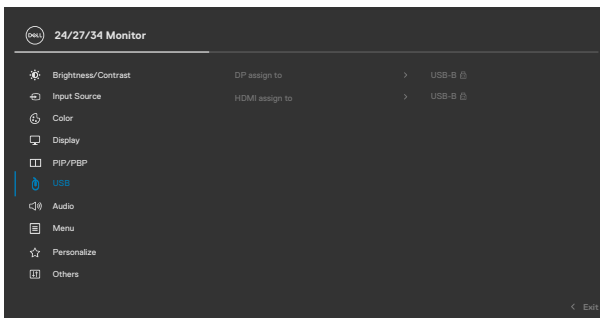 DELL 24/27/34 Monitor
Brightness/Contrast DP assign to > USB-B
Input Source HDMI assign to > USB-B
Color
Display
PIP/PBP
USB
Audio
Menu
Personalize
Others
< Exit